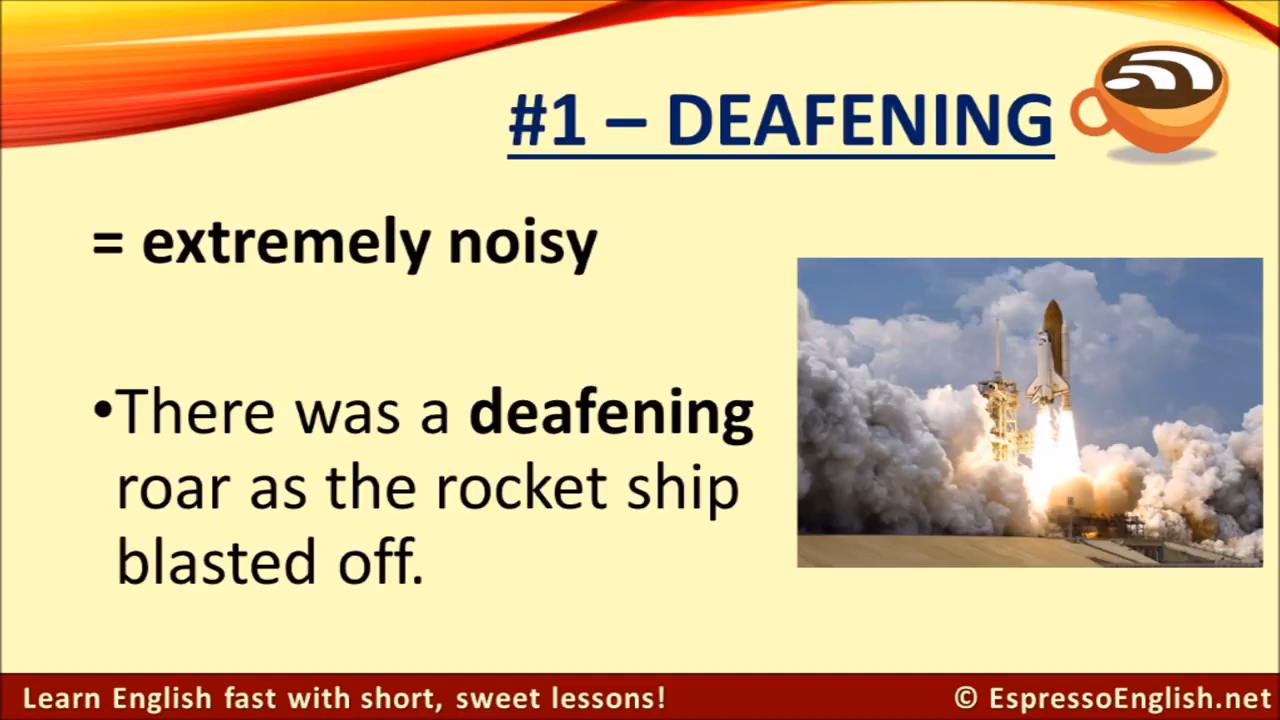 #1 – DEAFENING
= extremely noisy
•There was a deafening
roar as the rocket ship
blasted off.
Learn English fast with short, sweet lessons!
© EspressoEnglish.net